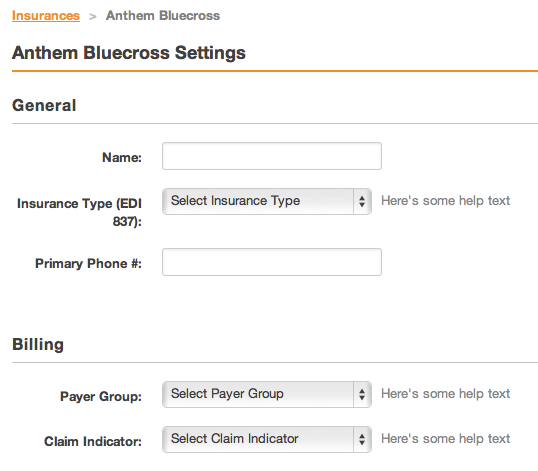 Insurances > Anthem Bluecross
Anthem Bluecross Settings
General
Name:
Insurance Type (EDI
837):
Select Insurance Type
Here's some help text
Primary Phone #:
Billing
Payer Group:
Select Payer Group
Here's some help text
Claim Indicator:
Select Claim Indicator
Here's some help text